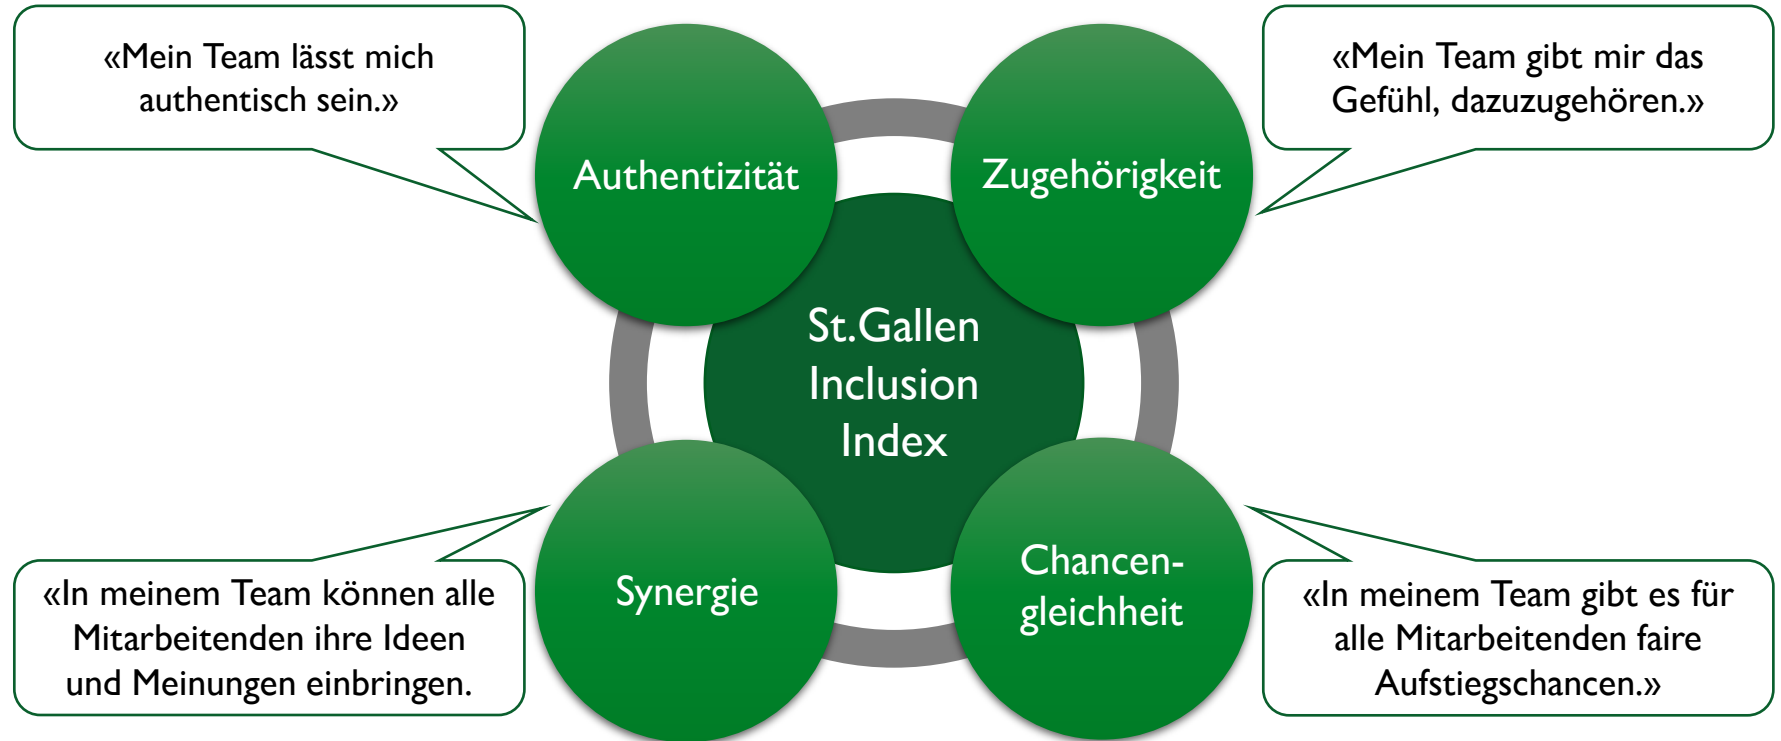 «Mein Team lässt mich
authentisch sein.»
Authentizität
Zugehörigkeit
«Mein Team gibt mir das
Gefühl, dazuzugehören.»
St.Gallen
Inclusion
Index
«In meinem Team können alle
Mitarbeitenden ihre Ideen
und Meinungen einbringen.
Synergie
Chancen-
gleichheit
«In meinem Team gibt es für
alle Mitarbeitenden faire
Aufstiegschancen.»